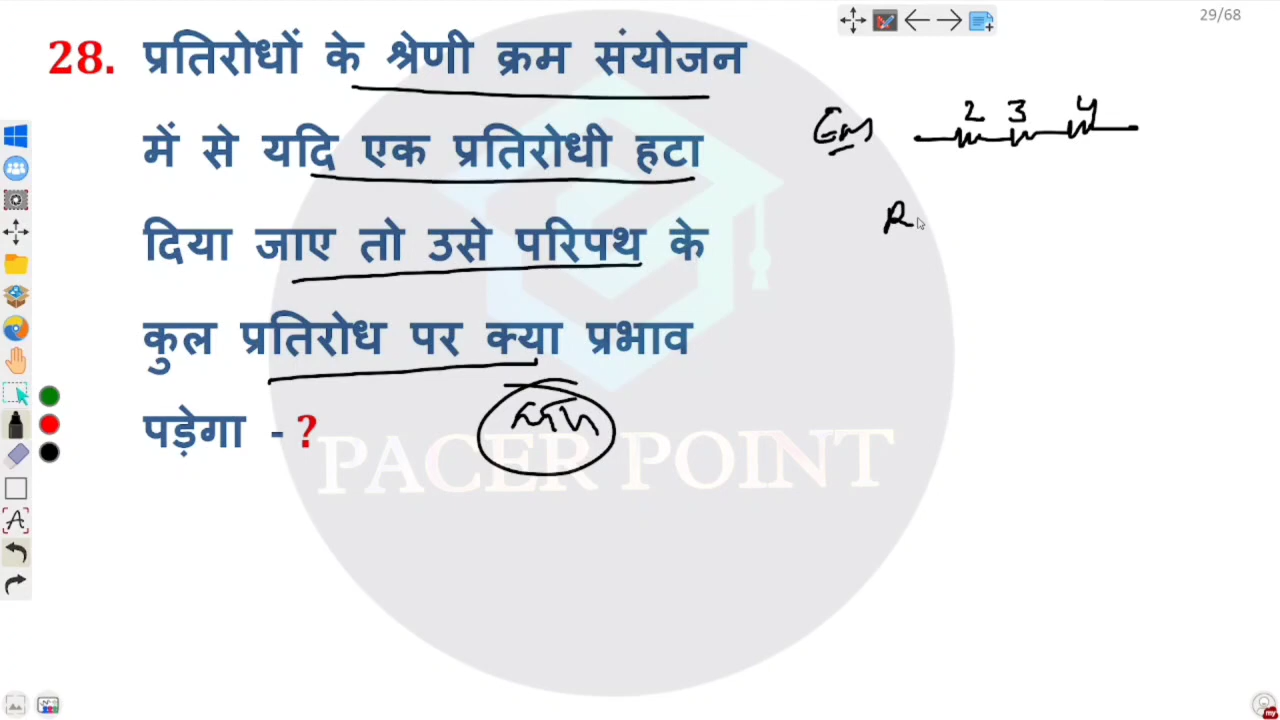 29/68
28. प्रतिरोधों के श्रेणी क्रम संयोजन
में से यदि एक प्रतिरोधी हटा
दिया जाए तो उसे परिपथ के
कुल प्रतिरोध पर क्या प्रभाव
पड़ेगा - ?
2 3 4
R
PACER POINT